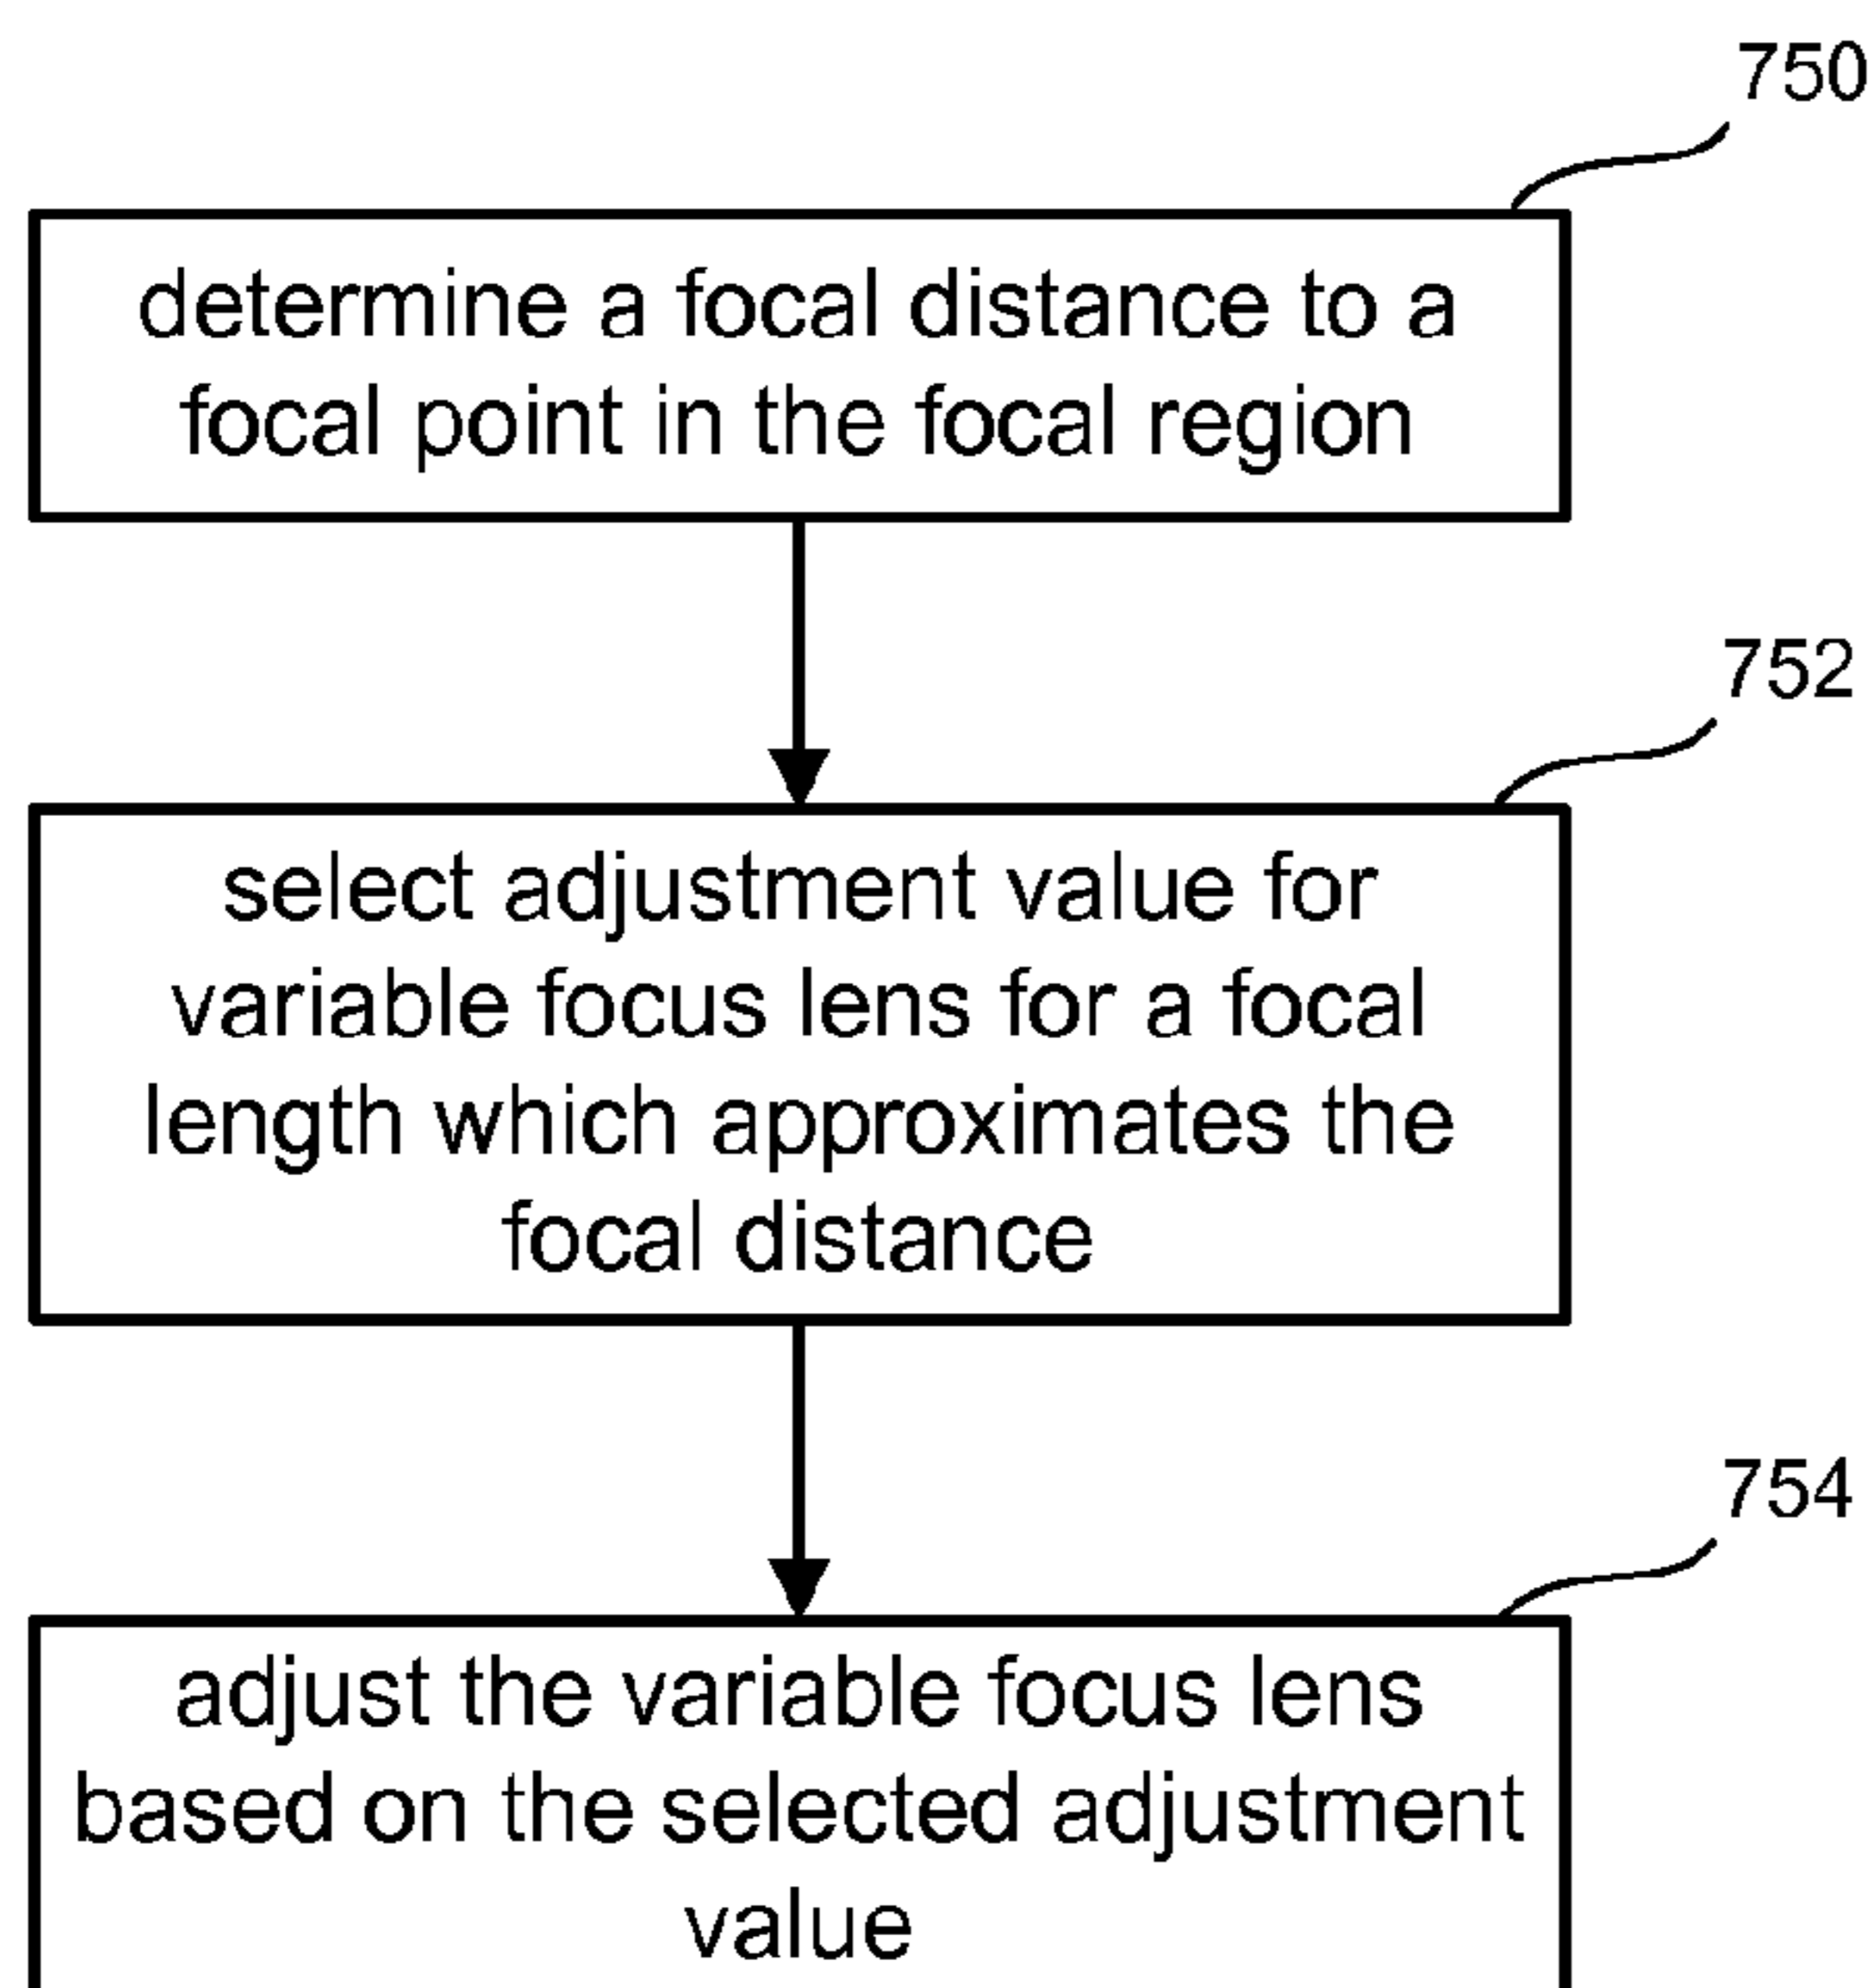 750
determine a focal distance to a
focal point in the focal region
752
select adjustment value for
variable focus lens for a focal
length which approximates the
focal distance
754
adjust the variable focus lens
based on the selected adjustment
value